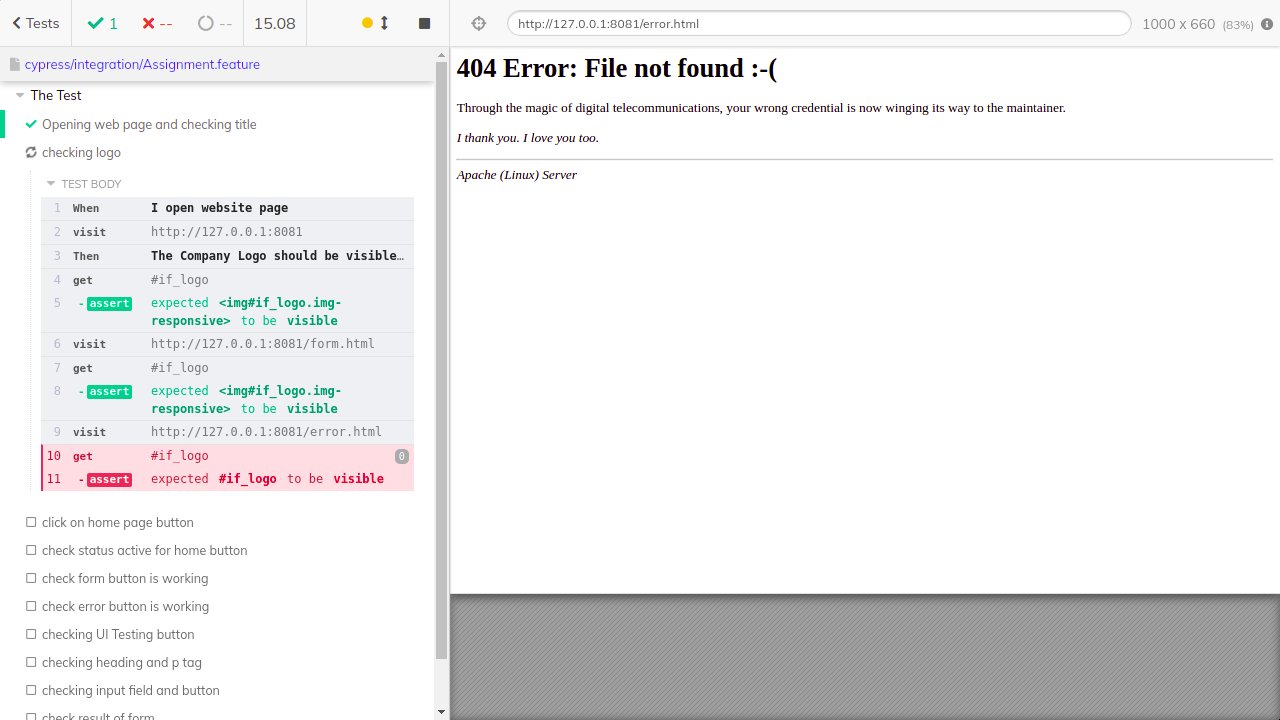 Tests 1 -- -- 15.08
http://127.0.0.1:8081/error.html 1000 x 660 (83%)
cypress/integration/Assignment.feature
The Test
Opening web page and checking title
checking logo
TEST BODY
1 When I open website page
2 visit http://127.0.0.1:8081
3 Then The Company Logo should be visible…
4 get #if_logo
5 - assert expected <img#if_logo.img-
responsive> to be visible
6 visit http://127.0.0.1:8081/form.html
7 get #if_logo
8 - assert expected <img#if_logo.img-
responsive> to be visible
9 visit http://127.0.0.1:8081/error.html
10 get #if_logo 0
11 - assert expected #if_logo to be visible
click on home page button
check status active for home button
check form button is working
check error button is working
checking UI Testing button
checking heading and p tag
checking input field and button
check result of form
404 Error: File not found :-(
Through the magic of digital telecommunications, your wrong credential is now winging its way to the maintainer.
I thank you. I love you too.
Apache (Linux) Server